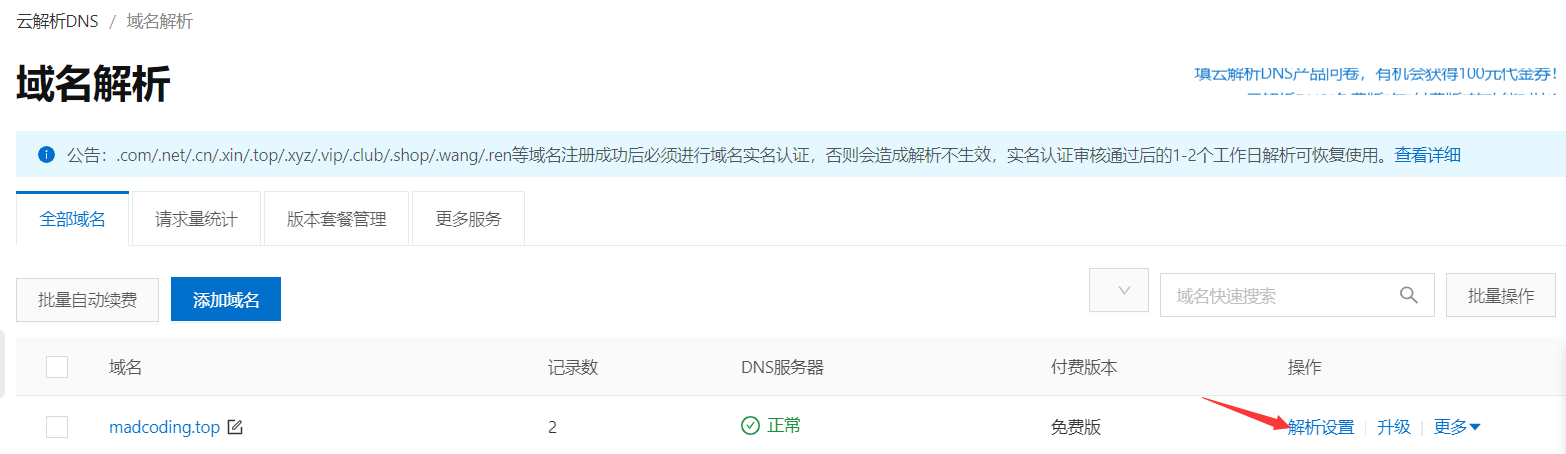 云解析DNS / 域名解析
域名解析
填云解析DNS产品问卷，有机会获得100元代金券！
公告：.com/.net/.cn/.xin/.top/.xyz/.vip/.club/.shop/.wang/.ren等域名注册成功后必须进行域名实名认证，否则会造成解析不生效，实名认证审核通过后的1-2个工作日解析可恢复使用。查看详细
全部域名 请求量统计 版本套餐管理 更多服务
批量自动续费 添加域名 域名快速搜索 批量操作
域名 记录数 DNS服务器 付费版本 操作
madcoding.top 2 正常 免费版 解析设置 升级 更多